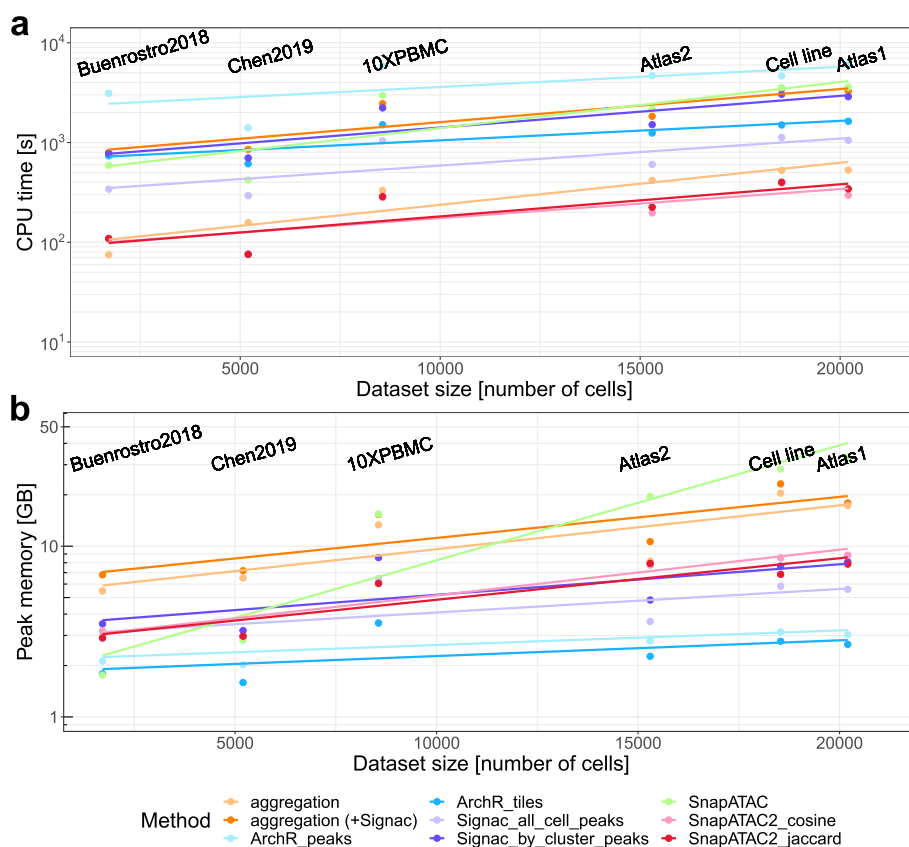 a
Buenrostro2018
Chen2019
10XPBMC
Atlas2
Cell line
Atlas1
CPU time [s]
10⁴
10³
10²
10¹
5000
10000
15000
20000
Dataset size [number of cells]
b
Buenrostro2018
Chen2019
10XPBMC
Atlas2
Cell line
Atlas1
Peak memory [GB]
50
10
1
5000
10000
15000
20000
Dataset size [number of cells]
Method
aggregation
aggregation (+Signac)
ArchR_peaks
ArchR_tiles
Signac_all_cell_peaks
Signac_by_cluster_peaks
SnapATAC
SnapATAC2_cosine
SnapATAC2_jaccard